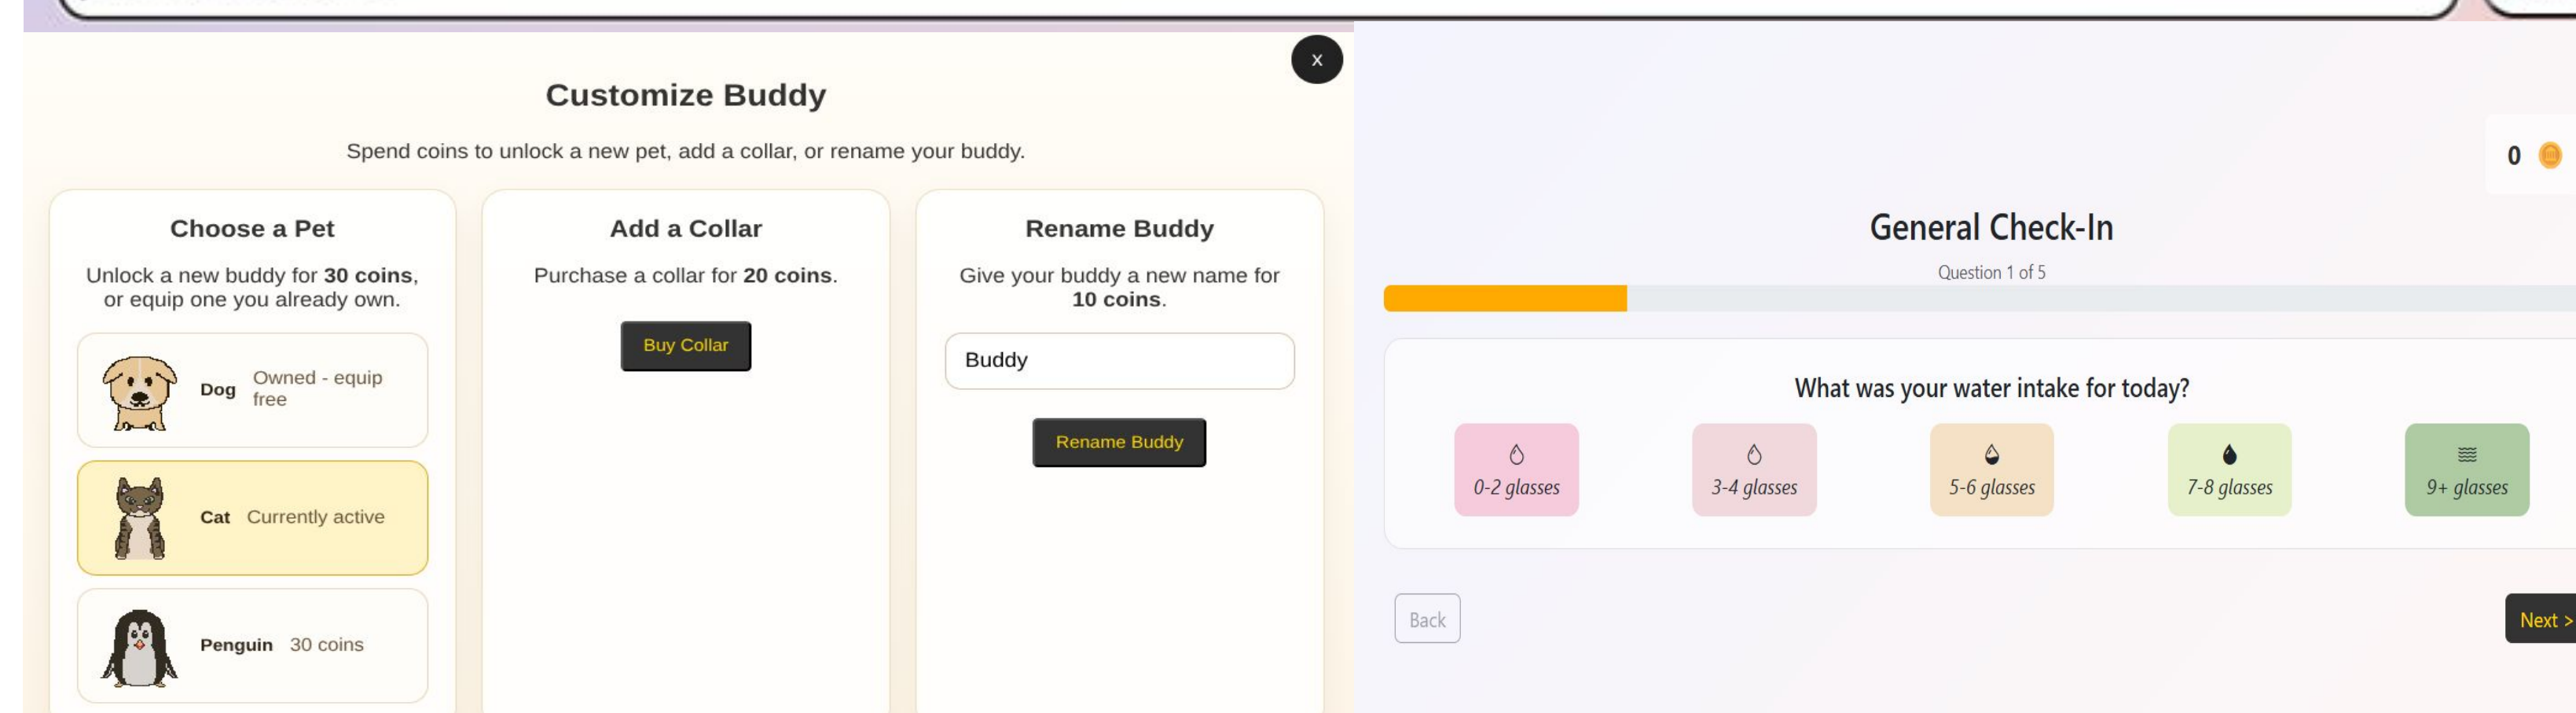 x
Customize Buddy
Spend coins to unlock a new pet, add a collar, or rename your buddy.
Choose a Pet
Unlock a new buddy for 30 coins,
or equip one you already own.
Dog Owned - equip
free
Cat Currently active
Penguin 30 coins
Add a Collar
Purchase a collar for 20 coins.
Buy Collar
Rename Buddy
Give your buddy a new name for
10 coins.
Buddy
Rename Buddy
0
General Check-In
Question 1 of 5
What was your water intake for today?
0-2 glasses
3-4 glasses
5-6 glasses
7-8 glasses
9+ glasses
Back
Next >